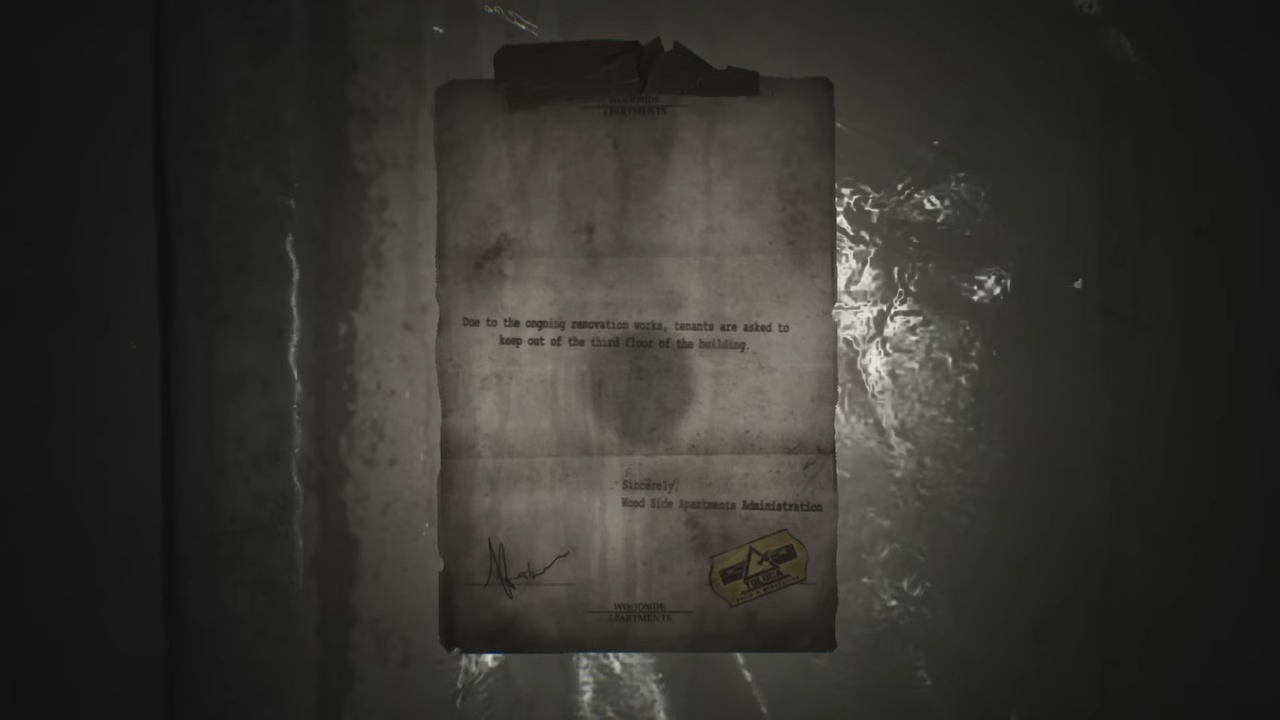 WOODSIDE
APARTMENTS
Due to the ongoing renovation works, tenants are asked to
keep out of the third floor of the building.
Sincerely,
Wood Side Apartments Administration
TOLUCA
WOODSIDE
APARTMENTS